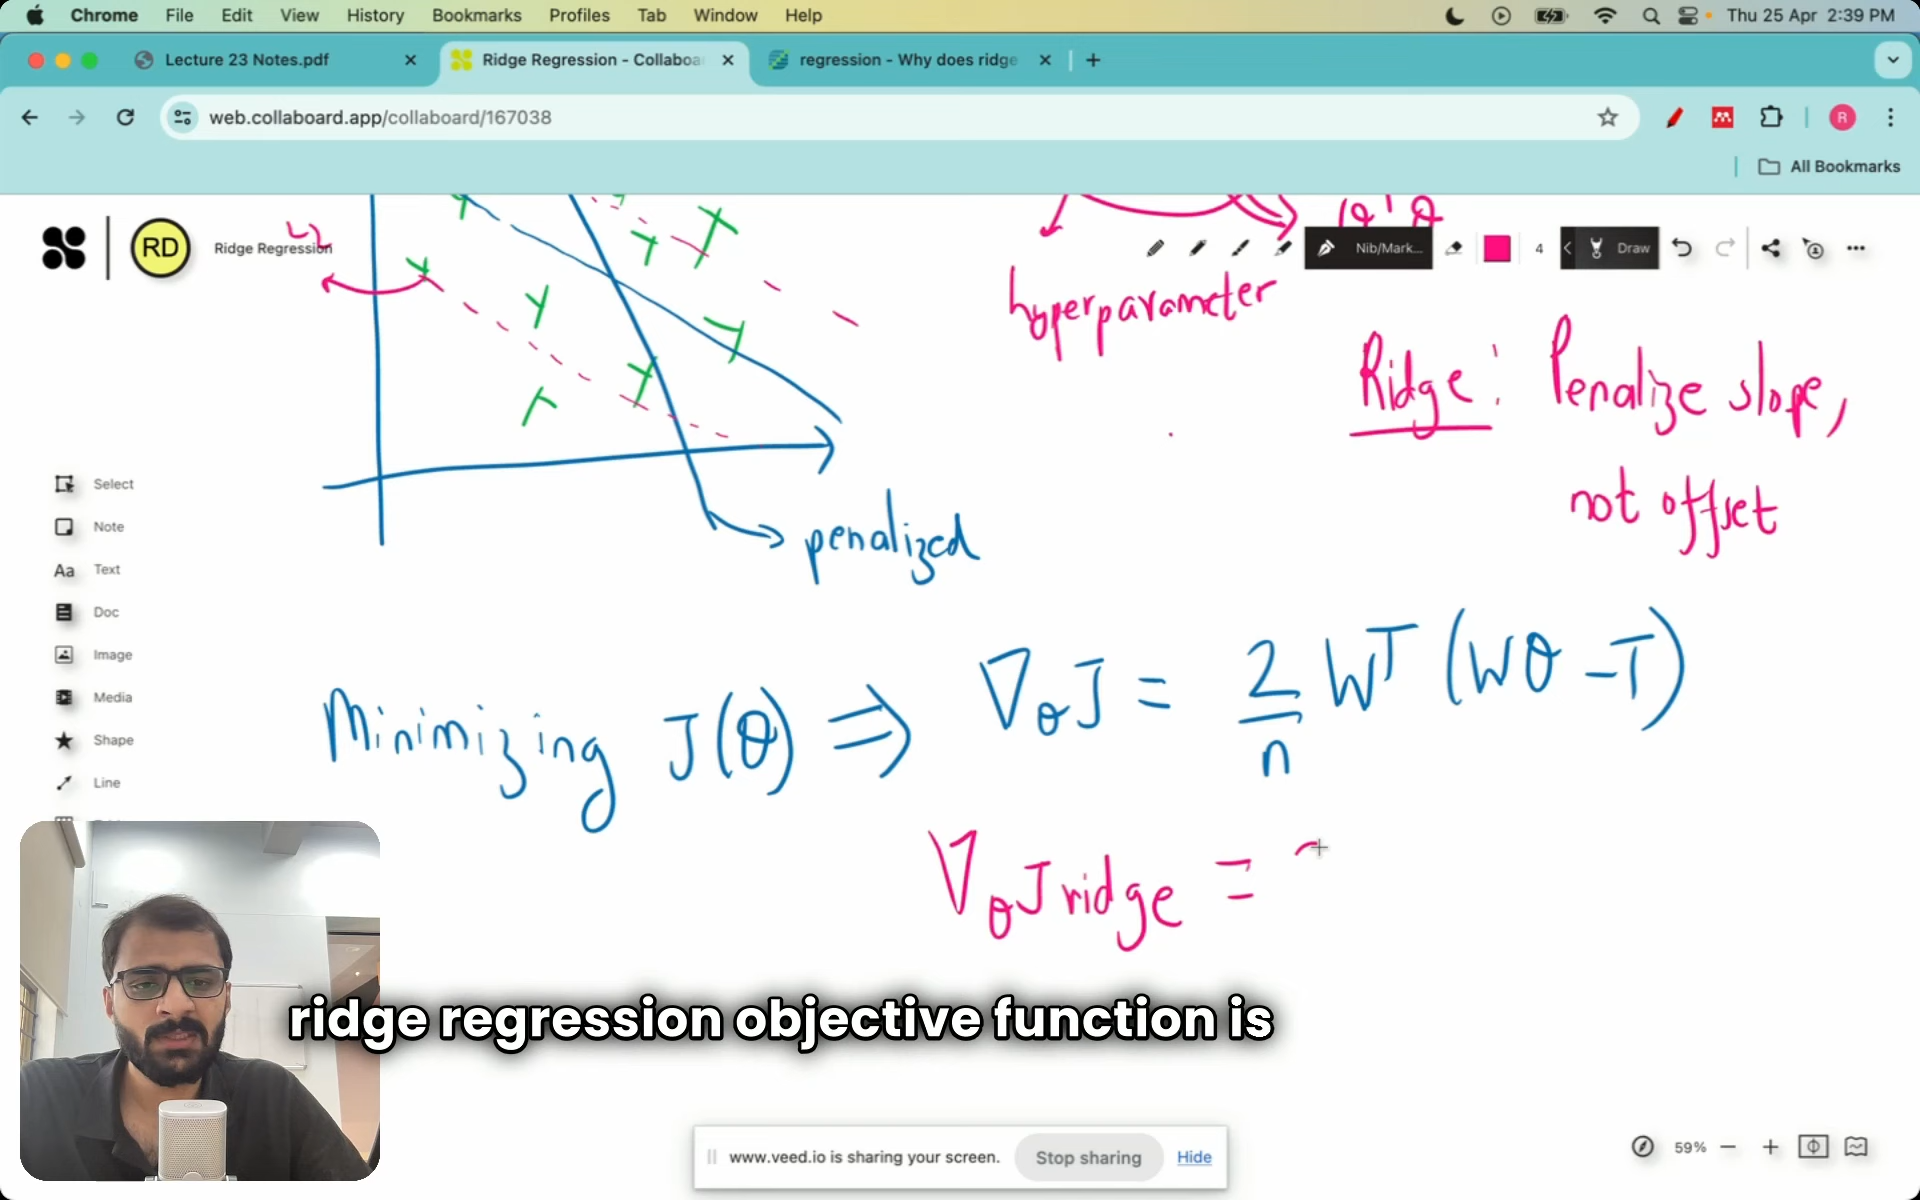 Chrome File Edit View History Bookmarks Profiles Tab Window Help Thu 25 Apr 2:39 PM
Lecture 23 Notes.pdf Ridge Regression - Collaboa regression - Why does ridge
web.collaboard.app/collaboard/167038 R
All Bookmarks
RD Ridge Regression L2
Nib/Mark... 4 Draw
hyperparameter
Ridge: Penalize slope,
not offset
penalized
Select
Note
Aa Text
Doc
Image
Media
Shape
Line
Minimizing J(θ) ⇒ ∇θJ = 2/n Wᵀ (Wθ - T)
∇θJridge =
ridge regression objective function is
www.veed.io is sharing your screen. Stop sharing Hide
59%